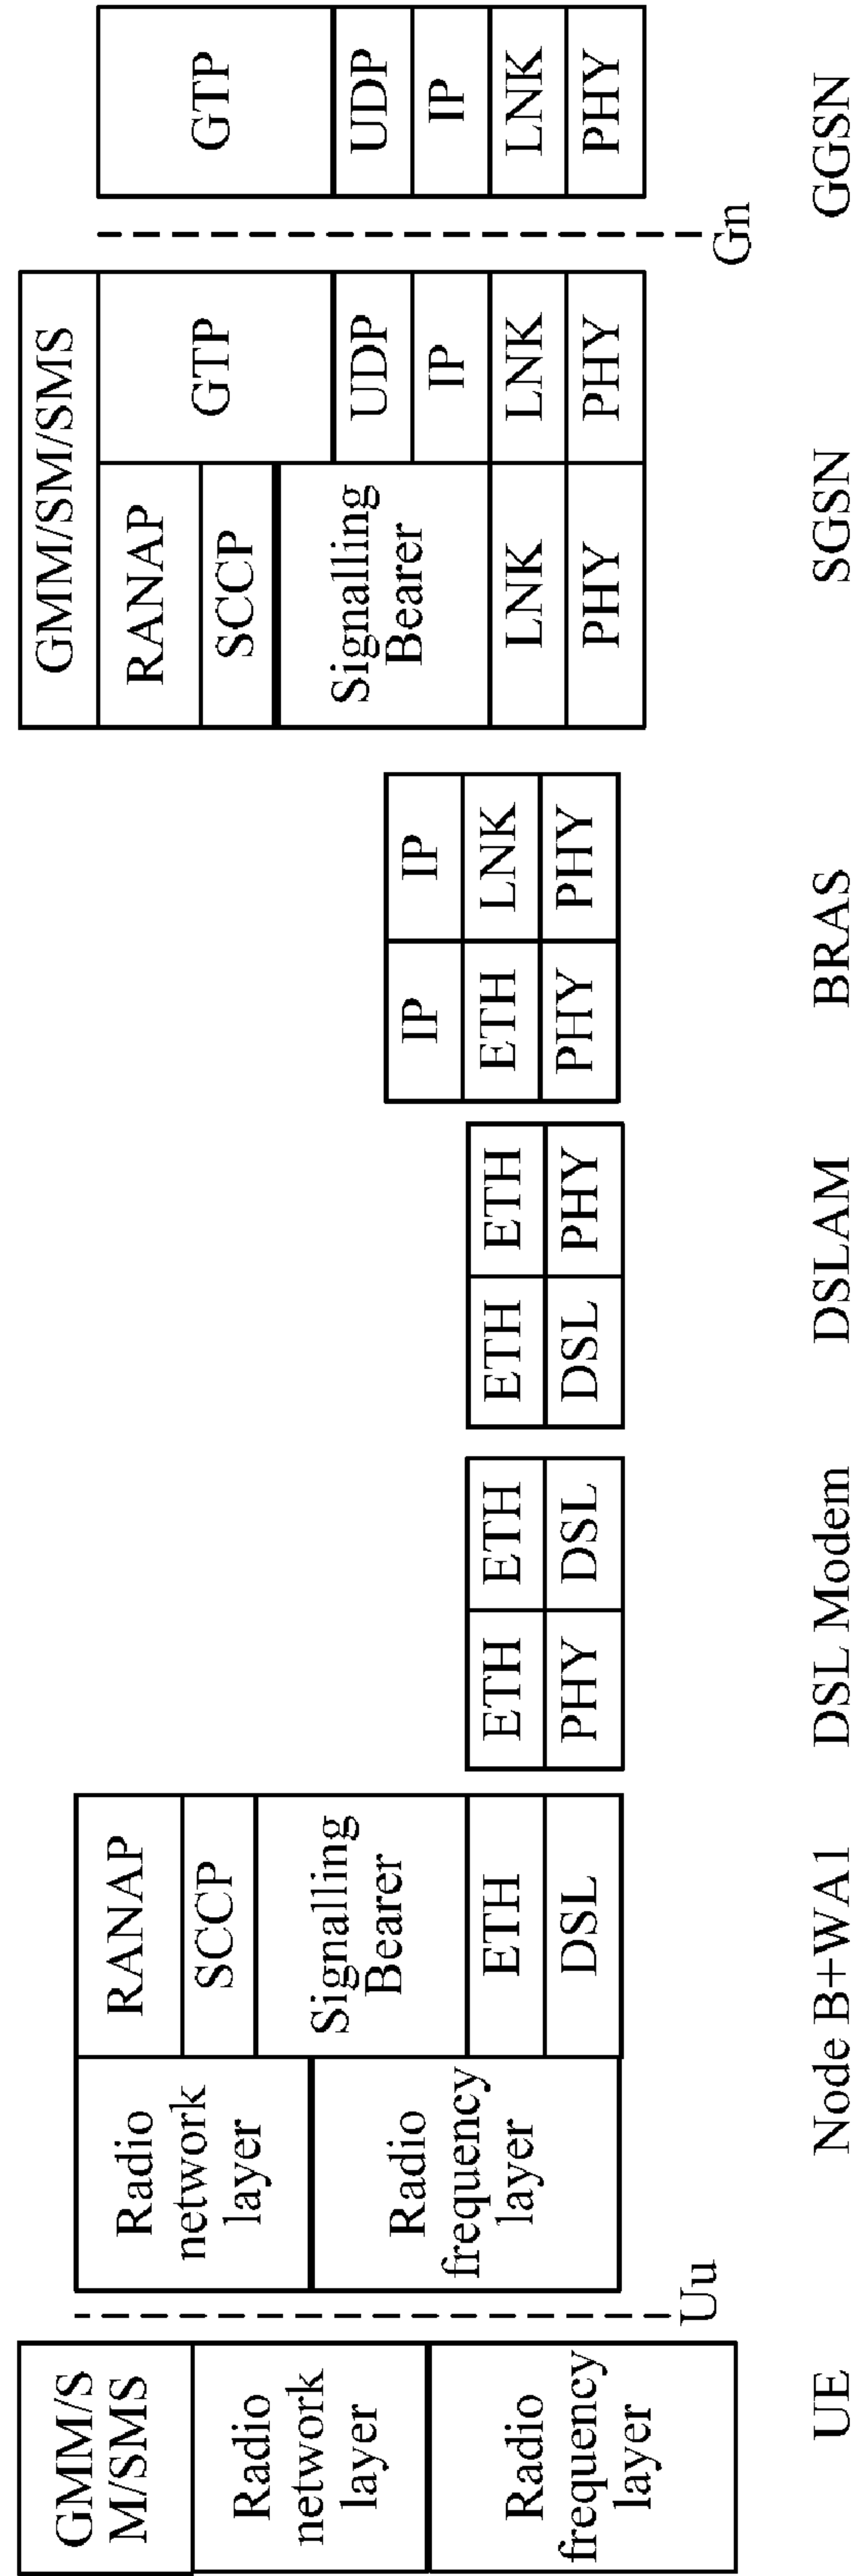 GMM/S
M/SMS
Radio
network
layer
Radio
frequency
layer
UE
Uu
Radio
network
layer
Radio
frequency
layer
RANAP
SCCP
Signalling
Bearer
ETH
DSL
Node B+WA1
ETH
PHY
ETH
DSL
DSL Modem
ETH
DSL
ETH
PHY
DSLAM
IP
ETH
PHY
IP
LNK
PHY
BRAS
GMM/SM/SMS
RANAP
SCCP
Signalling
Bearer
LNK
PHY
GTP
UDP
IP
LNK
PHY
SGSN
Gn
GTP
UDP
IP
LNK
PHY
GGSN